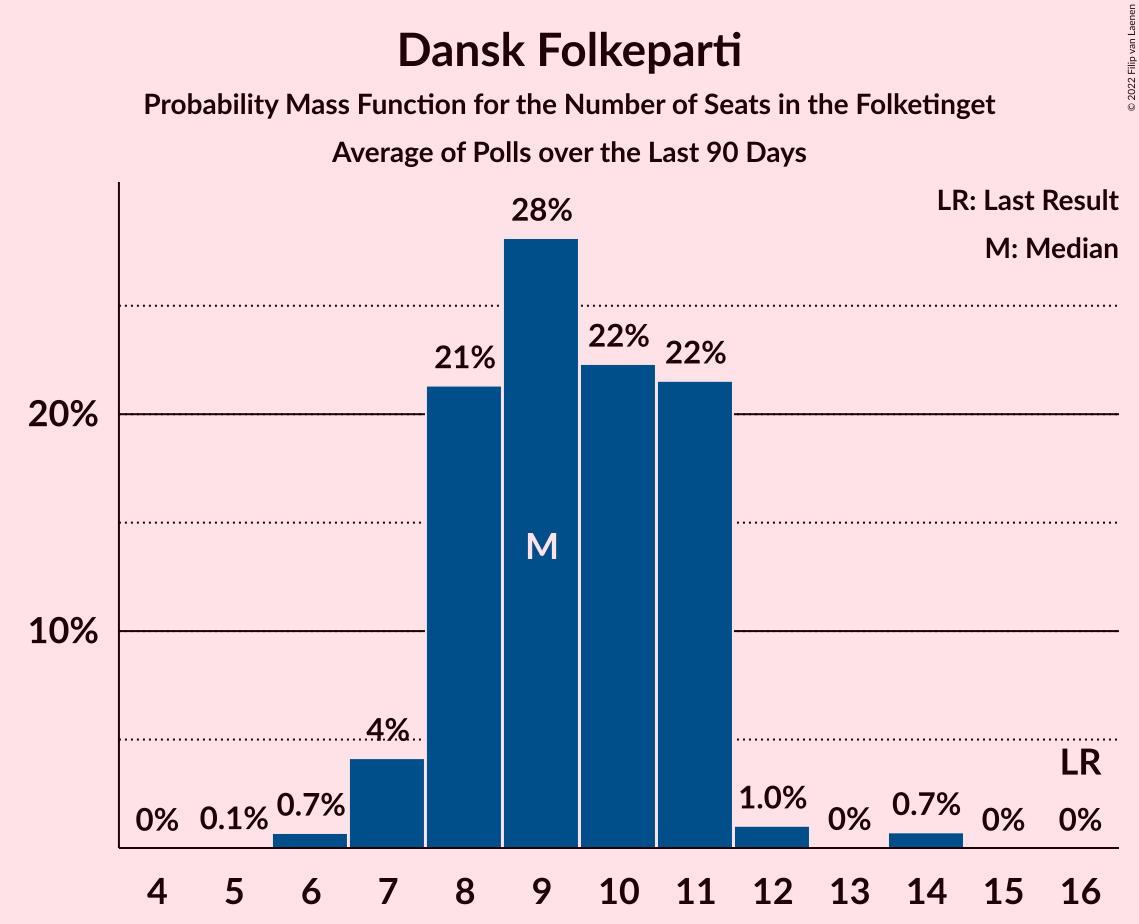 Dansk Folkeparti
Probability Mass Function for the Number of Seats in the Folketinget
Average of Polls over the Last 90 Days
© 2022 Filip van Laenen
LR: Last Result
M: Median
28%
22%
22%
21%
20%
M
10%
4%
LR
0%
0.1%
0.7%
1.0%
0%
0.7%
0%
0%
4 5 6 7 8 9 10 11 12 13 14 15 16